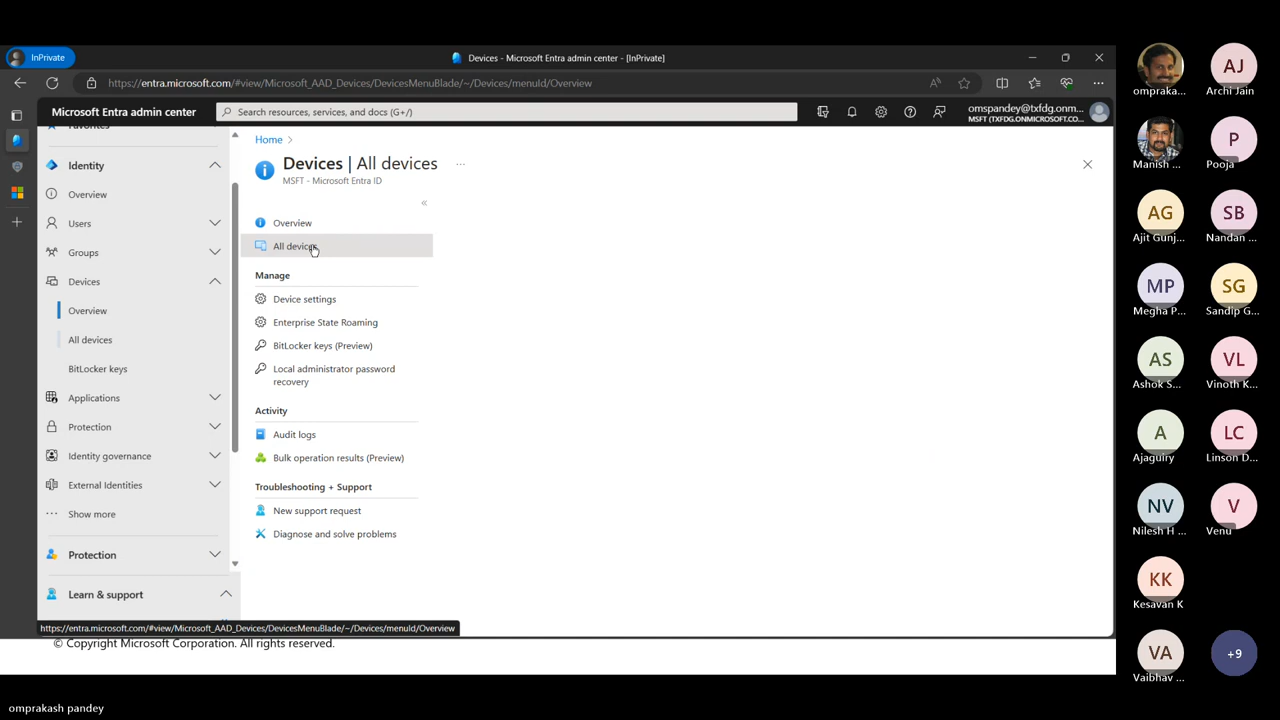 InPrivate
Devices - Microsoft Entra admin center - [InPrivate]
https://entra.microsoft.com/#view/Microsoft_AAD_Devices/DevicesMenuBlade/~/Devices/menuId/Overview
Microsoft Entra admin center
Search resources, services, and docs (G+/)
omspandey@txfdg.onm...
MSFT (TXFDG.ONMICROSOFT.CO...
Favorites
Identity
Overview
Users
Groups
Devices
Overview
All devices
BitLocker keys
Applications
Protection
Identity governance
External Identities
Show more
Protection
Learn & support
Home
Devices | All devices
MSFT - Microsoft Entra ID
Overview
All devices
Manage
Device settings
Enterprise State Roaming
BitLocker keys (Preview)
Local administrator password
recovery
Activity
Audit logs
Bulk operation results (Preview)
Troubleshooting + Support
New support request
Diagnose and solve problems
https://entra.microsoft.com/#view/Microsoft_AAD_Devices/DevicesMenuBlade/~/Devices/menuId/Overview
© Copyright Microsoft Corporation. All rights reserved.
omprakash pandey
ompraka...
AJ
Archi Jain
Manish ...
P
Pooja
AG
Ajit Gunj...
SB
Nandan ...
MP
Megha P...
SG
Sandip G...
AS
Ashok S...
VL
Vinoth K...
A
Ajaguiry
LC
Linson D...
NV
Nilesh H ...
V
Venu
KK
Kesavan K
VA
Vaibhav ...
+9